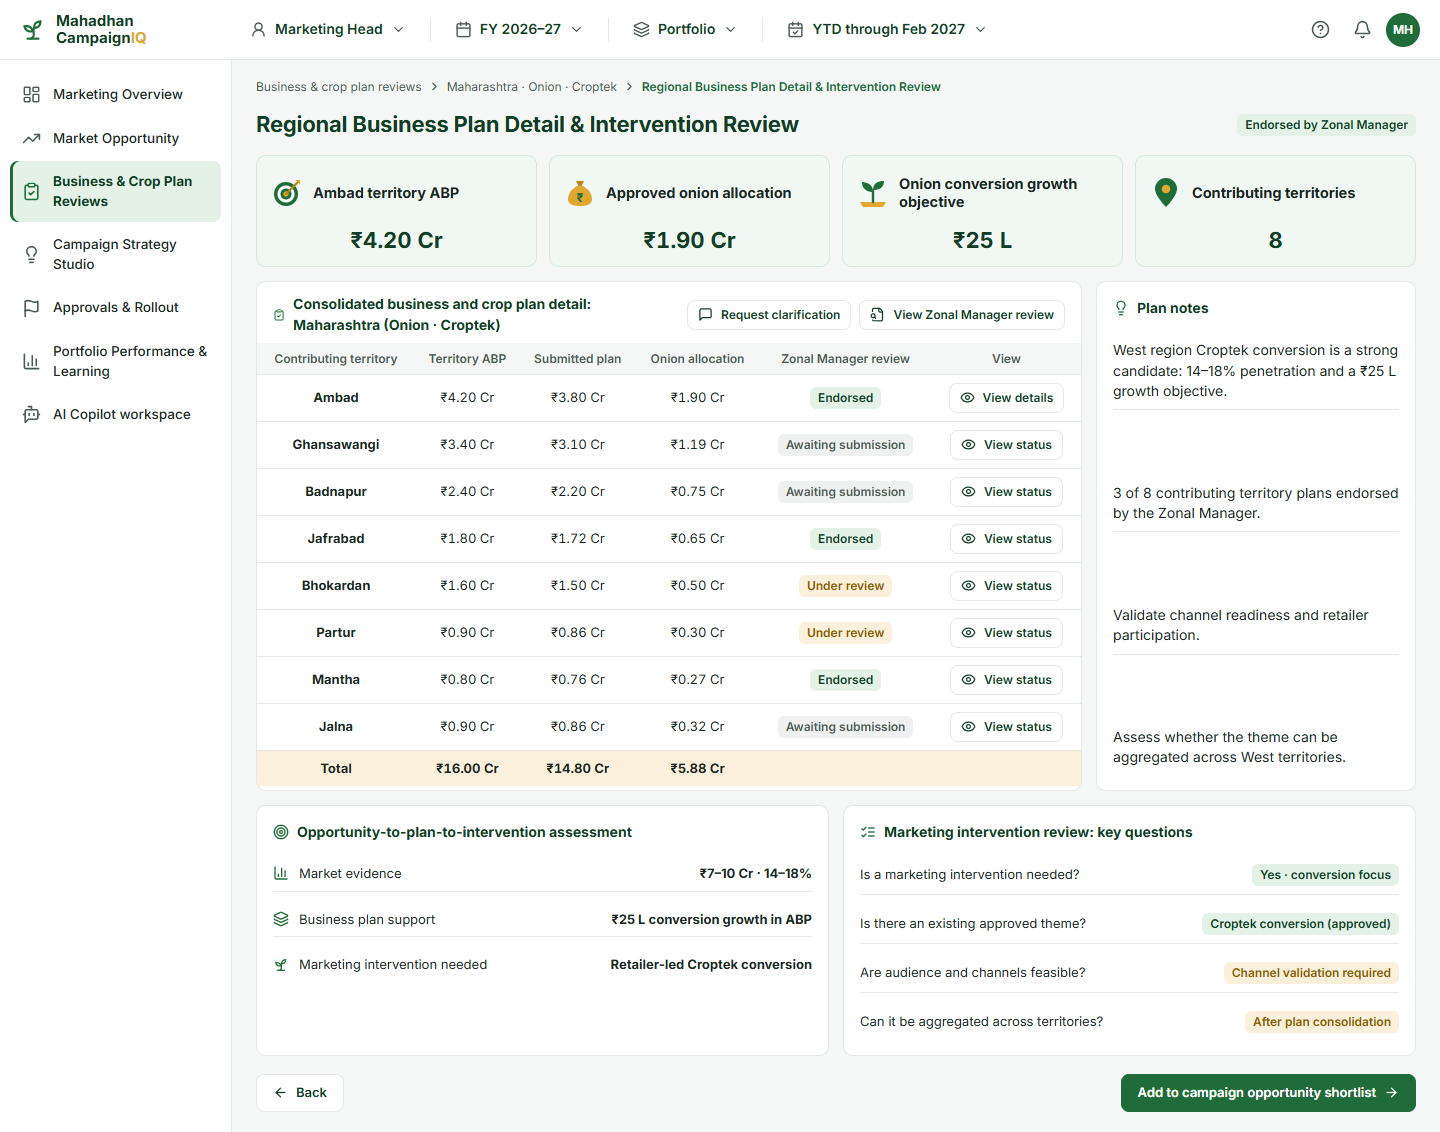 Mahadhan
CampaignIQ
Marketing Head
FY 2026–27
Portfolio
YTD through Feb 2027
MH
Marketing Overview
Market Opportunity
Business & Crop Plan
Reviews
Campaign Strategy
Studio
Approvals & Rollout
Portfolio Performance &
Learning
AI Copilot workspace
Business & crop plan reviews > Maharashtra · Onion · Croptek > Regional Business Plan Detail & Intervention Review
Regional Business Plan Detail & Intervention Review
Endorsed by Zonal Manager
Ambad territory ABP
₹4.20 Cr
Approved onion allocation
₹1.90 Cr
Onion conversion growth
objective
₹25 L
Contributing territories
8
Consolidated business and crop plan detail:
Maharashtra (Onion · Croptek)
Request clarification
View Zonal Manager review
Contributing territory Territory ABP Submitted plan Onion allocation Zonal Manager review View
Ambad ₹4.20 Cr ₹3.80 Cr ₹1.90 Cr Endorsed View details
Ghansawangi ₹3.40 Cr ₹3.10 Cr ₹1.19 Cr Awaiting submission View status
Badnapur ₹2.40 Cr ₹2.20 Cr ₹0.75 Cr Awaiting submission View status
Jafrabad ₹1.80 Cr ₹1.72 Cr ₹0.65 Cr Endorsed View status
Bhokardan ₹1.60 Cr ₹1.50 Cr ₹0.50 Cr Under review View status
Partur ₹0.90 Cr ₹0.86 Cr ₹0.30 Cr Under review View status
Mantha ₹0.80 Cr ₹0.76 Cr ₹0.27 Cr Endorsed View status
Jalna ₹0.90 Cr ₹0.86 Cr ₹0.32 Cr Awaiting submission View status
Total ₹16.00 Cr ₹14.80 Cr ₹5.88 Cr
Plan notes
West region Croptek conversion is a strong
candidate: 14–18% penetration and a ₹25 L
growth objective.
3 of 8 contributing territory plans endorsed
by the Zonal Manager.
Validate channel readiness and retailer
participation.
Assess whether the theme can be
aggregated across West territories.
Opportunity-to-plan-to-intervention assessment
Market evidence ₹7–10 Cr · 14–18%
Business plan support ₹25 L conversion growth in ABP
Marketing intervention needed Retailer-led Croptek conversion
Marketing intervention review: key questions
Is a marketing intervention needed? Yes · conversion focus
Is there an existing approved theme? Croptek conversion (approved)
Are audience and channels feasible? Channel validation required
Can it be aggregated across territories? After plan consolidation
Back
Add to campaign opportunity shortlist